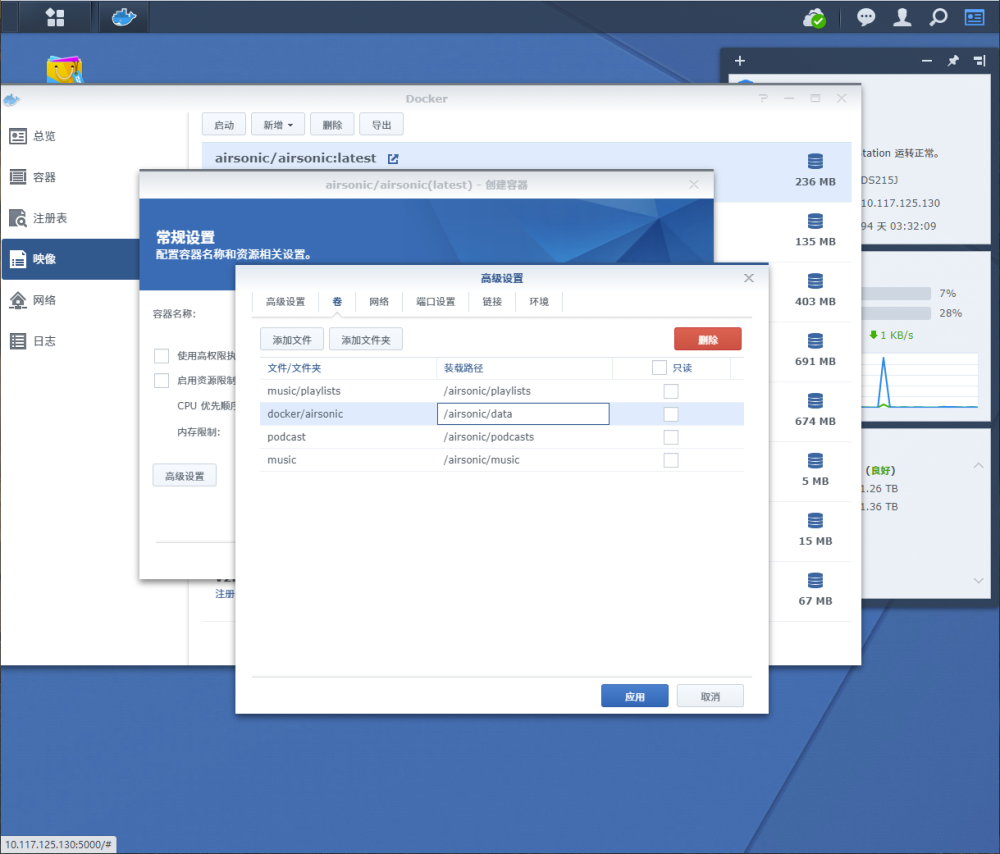 Docker
总览
容器
注册表
映像
网络
日志
启动
新增
删除
导出
airsonic/airsonic:latest
236 MB
135 MB
403 MB
691 MB
674 MB
5 MB
15 MB
67 MB
注册
airsonic/airsonic(latest) - 创建容器
常规设置
配置容器名称和资源相关设置。
容器名称:
使用高权限执
启用资源限制
CPU 优先顺序
内存限制:
高级设置
高级设置
高级设置 卷 网络 端口设置 链接 环境
添加文件 添加文件夹 删除
文件/文件夹 装载路径 只读
music/playlists /airsonic/playlists
docker/airsonic /airsonic/data
podcast /airsonic/podcasts
music /airsonic/music
应用 取消
tation 运转正常。
DS215J
10.117.125.130
94 天 03:32:09
7%
28%
1 KB/s
(良好)
1.26 TB
1.36 TB
10.117.125.130:5000/#